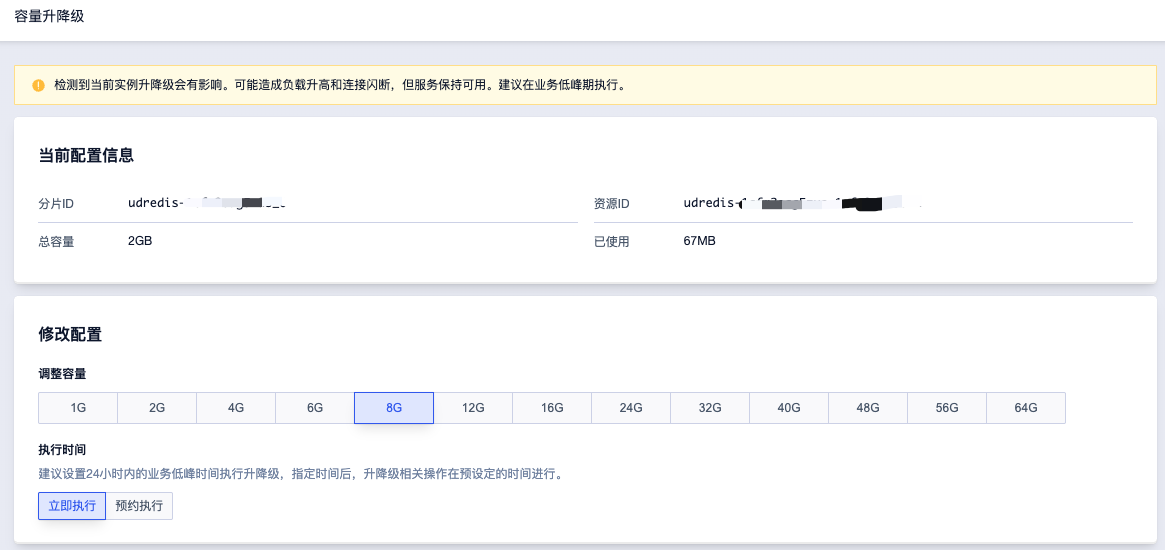 容量升降级
检测到当前实例升降级会有影响。可能造成负载升高和连接闪断，但服务保持可用。建议在业务低峰期执行。
当前配置信息
分片ID udredis- 资源ID udredis-
总容量 2GB 已使用 67MB
修改配置
调整容量
1G 2G 4G 6G 8G 12G 16G 24G 32G 40G 48G 56G 64G
执行时间
建议设置24小时内的业务低峰时间执行升降级，指定时间后，升降级相关操作在预设定的时间进行。
立即执行 预约执行